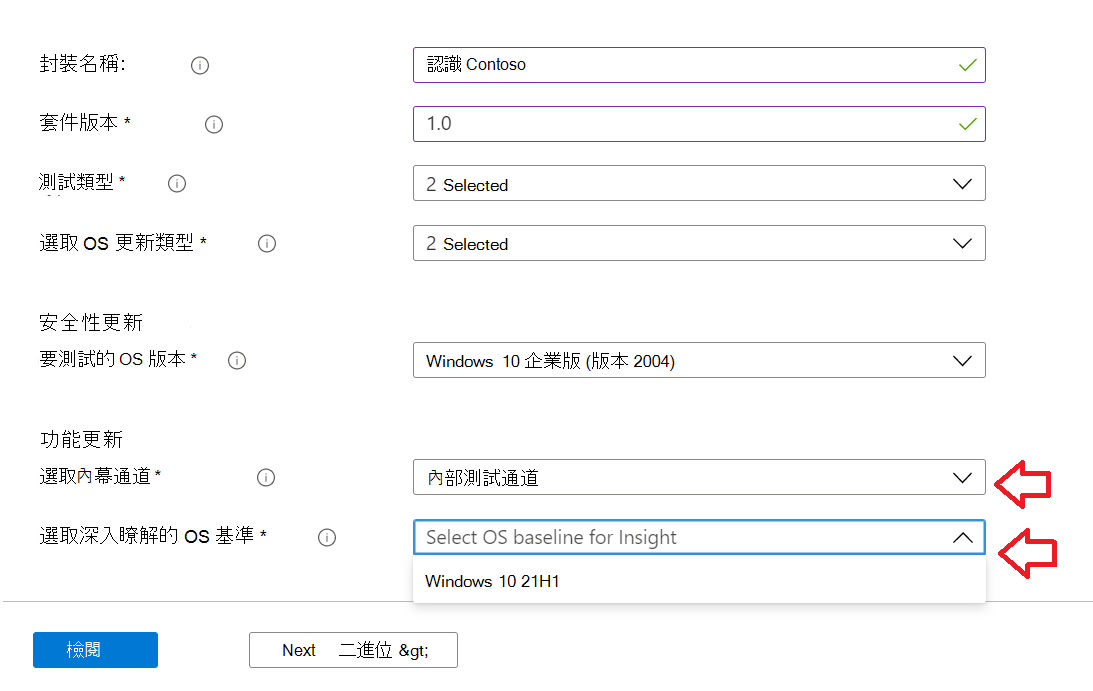 封裝名稱: 認識 Contoso
套件版本 * 1.0
測試類型 * 2 Selected
選取 OS 更新類型 * 2 Selected
安全性更新
要測試的 OS 版本 * Windows 10 企業版 (版本 2004)
功能更新
選取內幕通道 * 內部測試通道
選取深入瞭解的 OS 基準 * Select OS baseline for Insight
Windows 10 21H1
檢閱 Next 二進位 &gt;